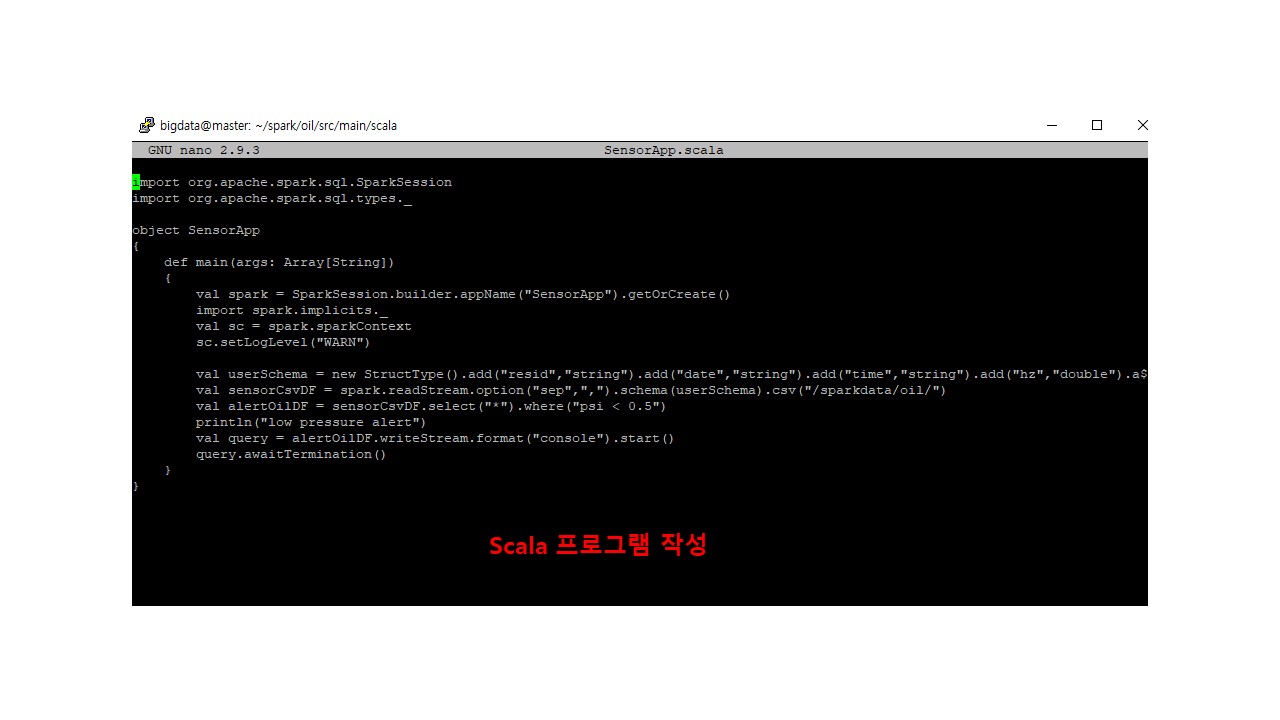 bigdata@master: ~/spark/oil/src/main/scala
GNU nano 2.9.3 SensorApp.scala
import org.apache.spark.sql.SparkSession
import org.apache.spark.sql.types._
object SensorApp
{
def main(args: Array[String])
{
val spark = SparkSession.builder.appName("SensorApp").getOrCreate()
import spark.implicits._
val sc = spark.sparkContext
sc.setLogLevel("WARN")
val userSchema = new StructType().add("resid","string").add("date","string").add("time","string").add("hz","double").a$
val sensorCsvDF = spark.readStream.option("sep",",").schema(userSchema).csv("/sparkdata/oil/")
val alertOilDF = sensorCsvDF.select("*").where("psi < 0.5")
println("low pressure alert")
val query = alertOilDF.writeStream.format("console").start()
query.awaitTermination()
}
}
Scala 프로그램 작성